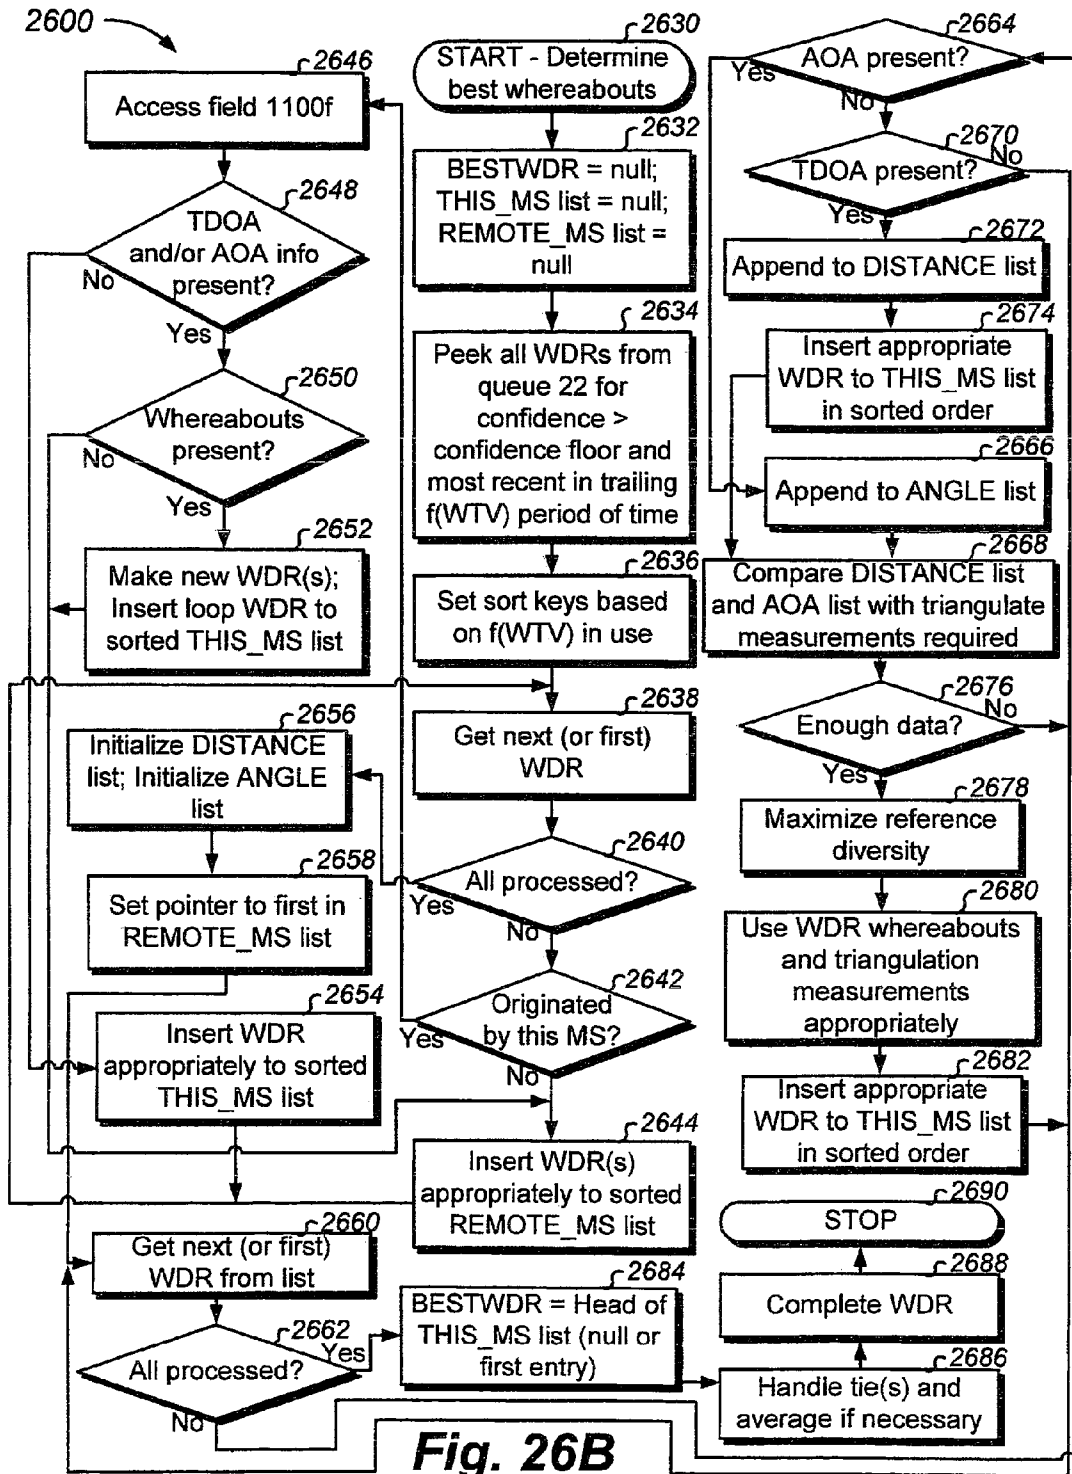 2600
2646
Access field 1100f
2648
TDOA
and/or AOA info
present?
No
Yes
2650
Whereabouts
present?
No
Yes
2652
Make new WDR(s);
Insert loop WDR to
sorted THIS_MS list
2656
Initialize DISTANCE
list; Initialize ANGLE
list
2658
Set pointer to first in
REMOTE_MS list
2654
Insert WDR
appropriately to sorted
THIS_MS list
2660
Get next (or first)
WDR from list
2662
All processed?
Yes
No
2630
START - Determine
best whereabouts
2632
BESTWDR = null;
THIS_MS list = null;
REMOTE_MS list =
null
2634
Peek all WDRs from
queue 22 for
confidence >
confidence floor and
most recent in trailing
f(WTV) period of time
2636
Set sort keys based
on f(WTV) in use
2638
Get next (or first)
WDR
2640
All processed?
Yes
No
2642
Originated
by this MS?
Yes
No
2644
Insert WDR(s)
appropriately to sorted
REMOTE_MS list
2684
BESTWDR = Head of
THIS_MS list (null or
first entry)
2664
AOA present?
Yes
No
2670
No
TDOA present?
Yes
2672
Append to DISTANCE list
2674
Insert appropriate
WDR to THIS_MS list
in sorted order
2666
Append to ANGLE list
2668
Compare DISTANCE list
and AOA list with triangulate
measurements required
2676
No
Enough data?
Yes
2678
Maximize reference
diversity
2680
Use WDR whereabouts
and triangulation
measurements
appropriately
2682
Insert appropriate
WDR to THIS_MS list
in sorted order
2690
STOP
2688
Complete WDR
2686
Handle tie(s) and
average if necessary
Fig. 26B